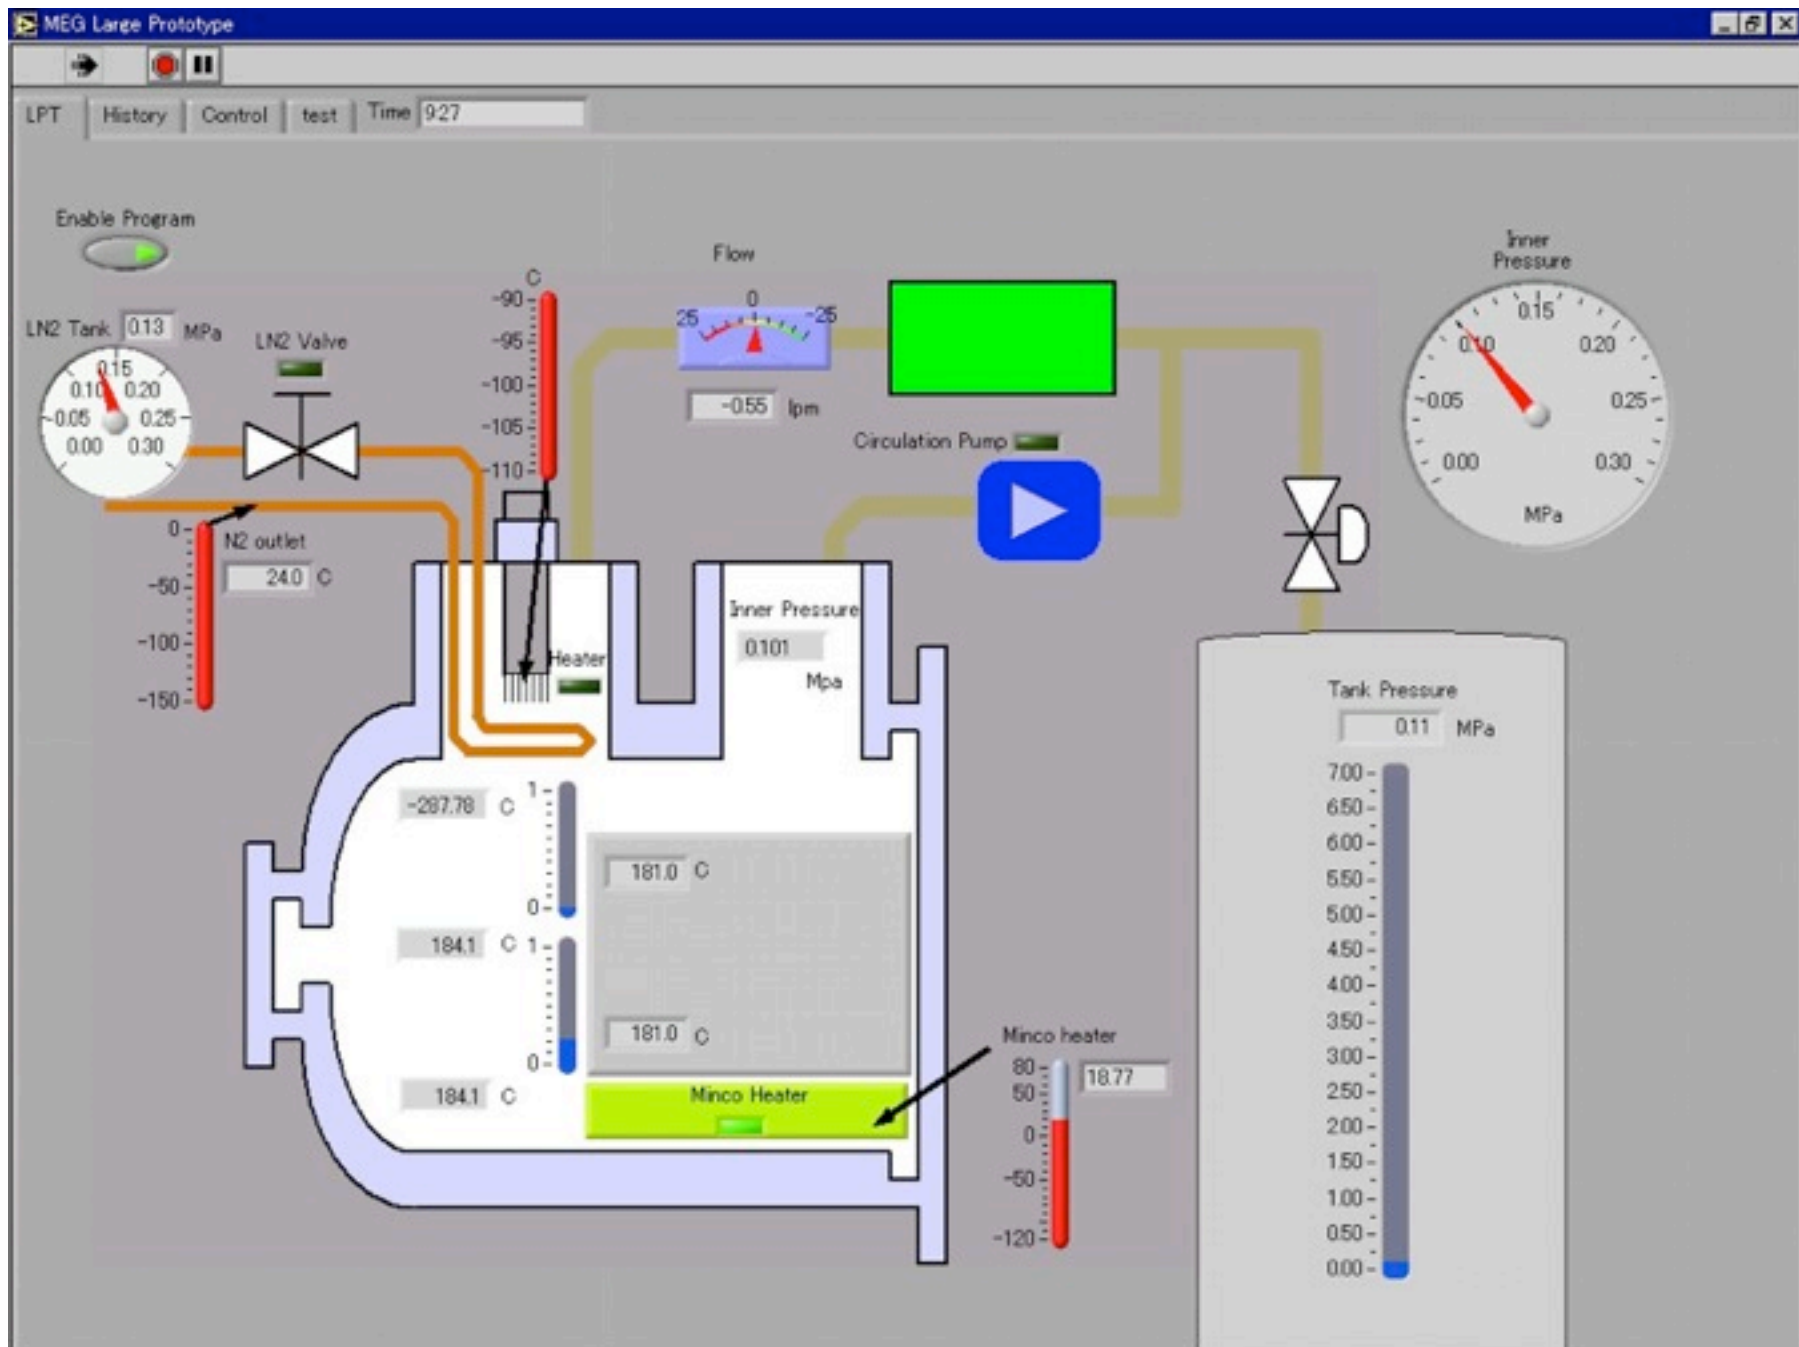 MEG Large Prototype
LPT History Control test Time 9:27
Enable Program
LN2 Tank 0.13 MPa
0.15
0.10 0.20
0.05 0.25
0.00 0.30
LN2 Valve
C
-90
-95
-100
-105
-110
Flow
0
25 -25
-0.55 lpm
Circulation Pump
Inner
Pressure
0.15
0.10 0.20
0.05 0.25
0.00 0.30
MPa
N2 outlet
24.0 C
0
-50
-100
-150
Heater
Inner Pressure
0.101
Mpa
-287.78 C
1
0
184.1 C
1
0
184.1 C
181.0 C
181.0 C
Minco Heater
Minco heater
18.77
80
50
0
-50
-120
Tank Pressure
0.11 MPa
7.00
6.50
6.00
5.50
5.00
4.50
4.00
3.50
3.00
2.50
2.00
1.50
1.00
0.50
0.00